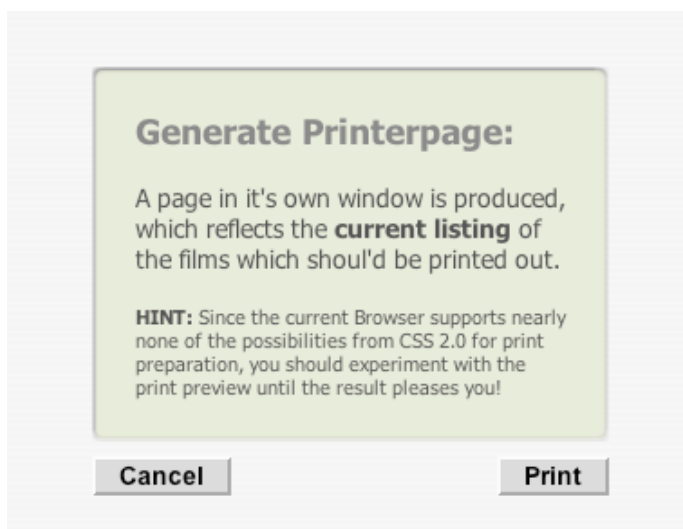 Generate Printerpage:
A page in it's own window is produced,
which reflects the current listing of
the films which shoul'd be printed out.
HINT: Since the current Browser supports nearly
none of the possibilities from CSS 2.0 for print
preparation, you should experiment with the
print preview until the result pleases you!
Cancel
Print